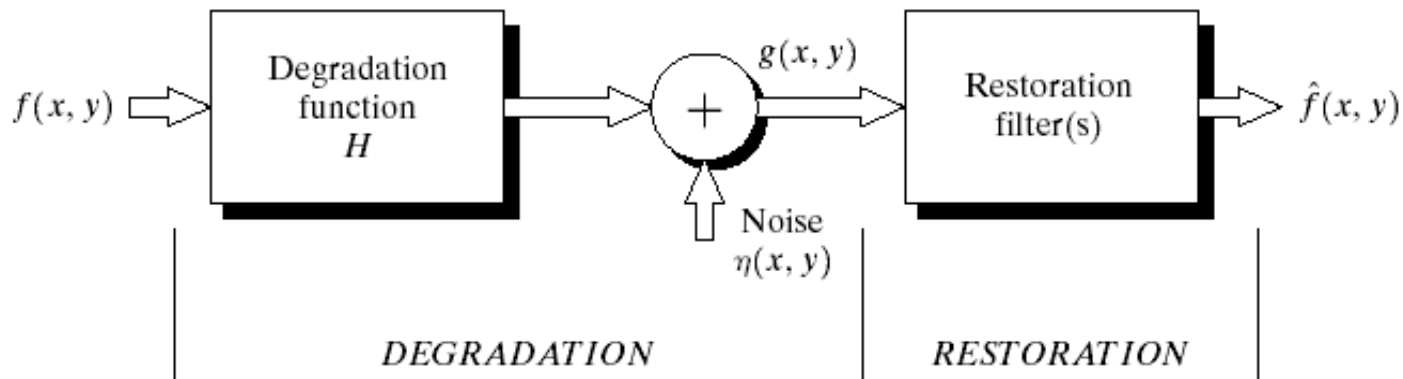 f(x, y)
Degradation
function
H
+
g(x, y)
Noise
η(x, y)
Restoration
filter(s)
f̂(x, y)
DEGRADATION
RESTORATION